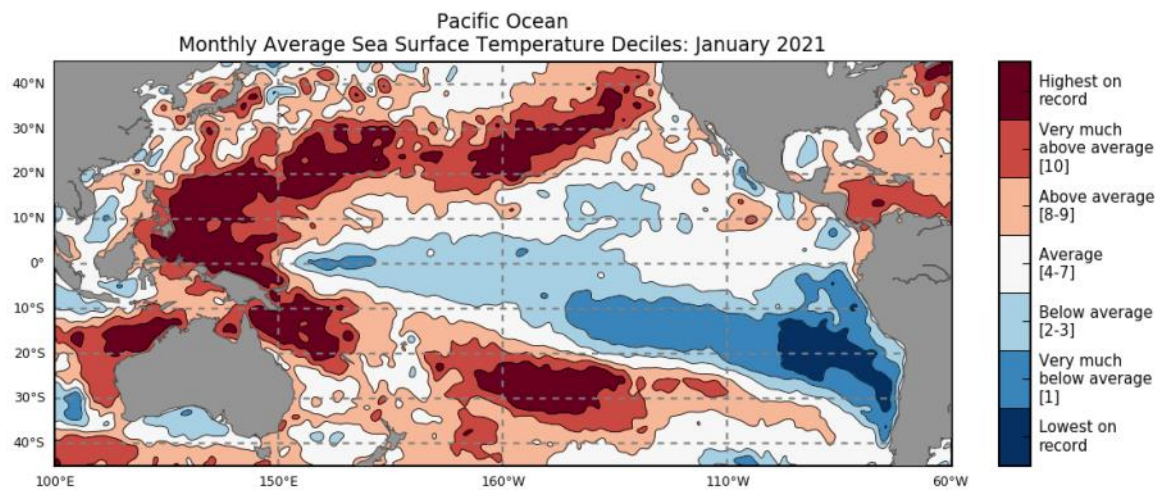 Pacific Ocean
Monthly Average Sea Surface Temperature Deciles: January 2021
40°N
30°N
20°N
10°N
0°
10°S
20°S
30°S
40°S
100°E
150°E
160°W
110°W
60°W
Highest on
record
Very much
above average
[10]
Above average
[8-9]
Average
[4-7]
Below average
[2-3]
Very much
below average
[1]
Lowest on
record